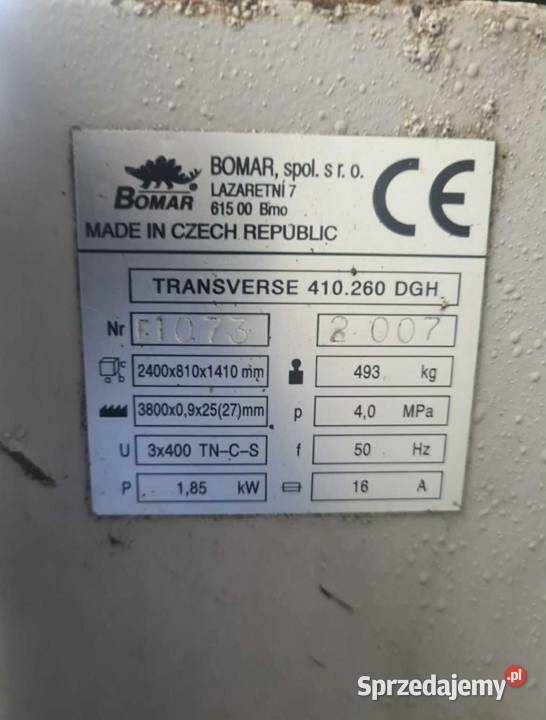 BOMAR
BOMAR, spol. s r. o.
LAZARETNÍ 7
615 00 Brno
MADE IN CZECH REPUBLIC
CE
TRANSVERSE 410.260 DGH
Nr F1073 2007
c
a b
2400x810x1410 mm 493 kg
3800x0,9x25(27)mm p 4,0 MPa
U 3x400 TN-C-S f 50 Hz
P 1,85 kW 16 A
Sprzedajemy.pl